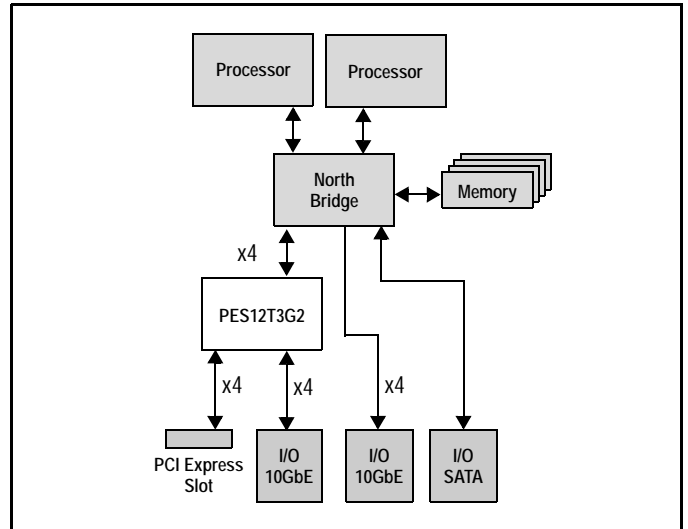 Processor
Processor
North
Bridge
Memory
x4
PES12T3G2
x4
x4
x4
PCI Express
Slot
I/O
10GbE
I/O
10GbE
I/O
SATA